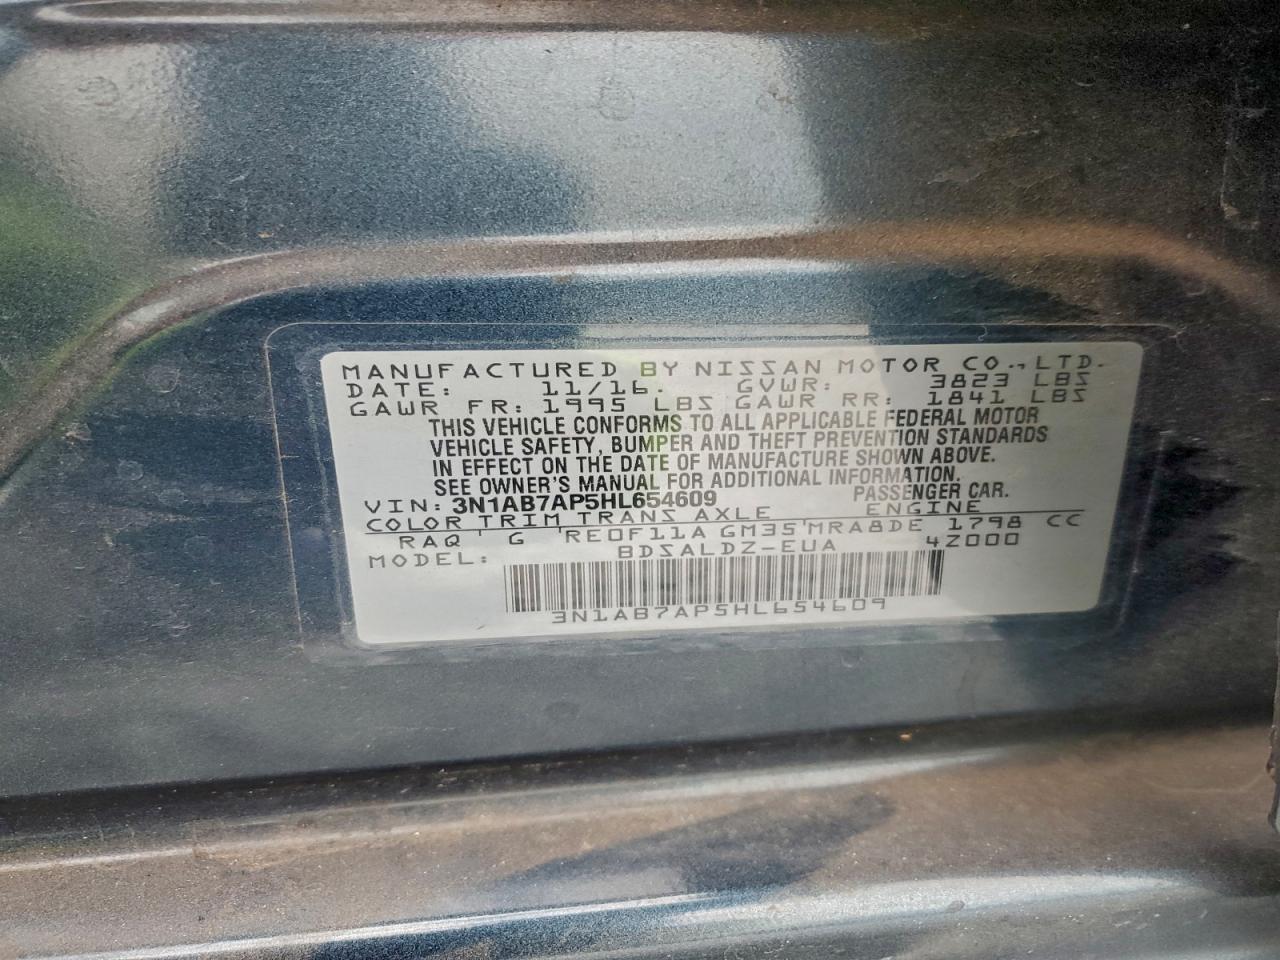 MANUFACTURED BY NISSAN MOTOR CO., LTD.
DATE: 11/16. GVWR: 3823 LBS
GAWR FR: 1995 LBS GAWR RR: 1841 LBS
THIS VEHICLE CONFORMS TO ALL APPLICABLE FEDERAL MOTOR
VEHICLE SAFETY, BUMPER AND THEFT PREVENTION STANDARDS
IN EFFECT ON THE DATE OF MANUFACTURE SHOWN ABOVE.
SEE OWNER'S MANUAL FOR ADDITIONAL INFORMATION.
VIN: 3N1AB7AP5HL654609 PASSENGER CAR.
COLOR TRIM TRANS AXLE ENGINE
RAQ ' G 'RE0F11A GM35'MRA8DE 1798 CC
MODEL: BDSALDZ-EUA 4Z000
3N1AB7AP5HL654609